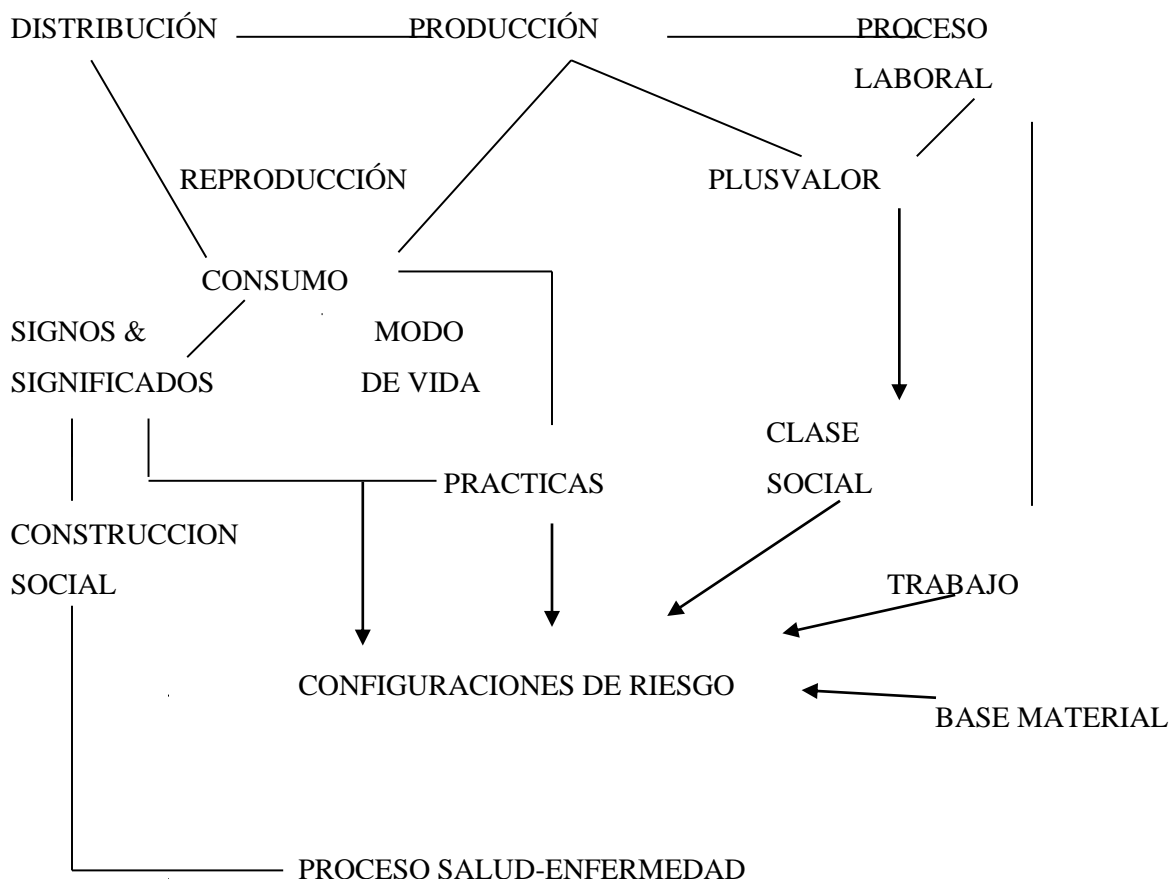 DISTRIBUCIÓN PRODUCCIÓN PROCESO
LABORAL
REPRODUCCIÓN PLUSVALOR
CONSUMO
SIGNOS & MODO
SIGNIFICADOS DE VIDA
CLASE
PRACTICAS SOCIAL
CONSTRUCCION
SOCIAL TRABAJO
CONFIGURACIONES DE RIESGO
BASE MATERIAL
PROCESO SALUD-ENFERMEDAD